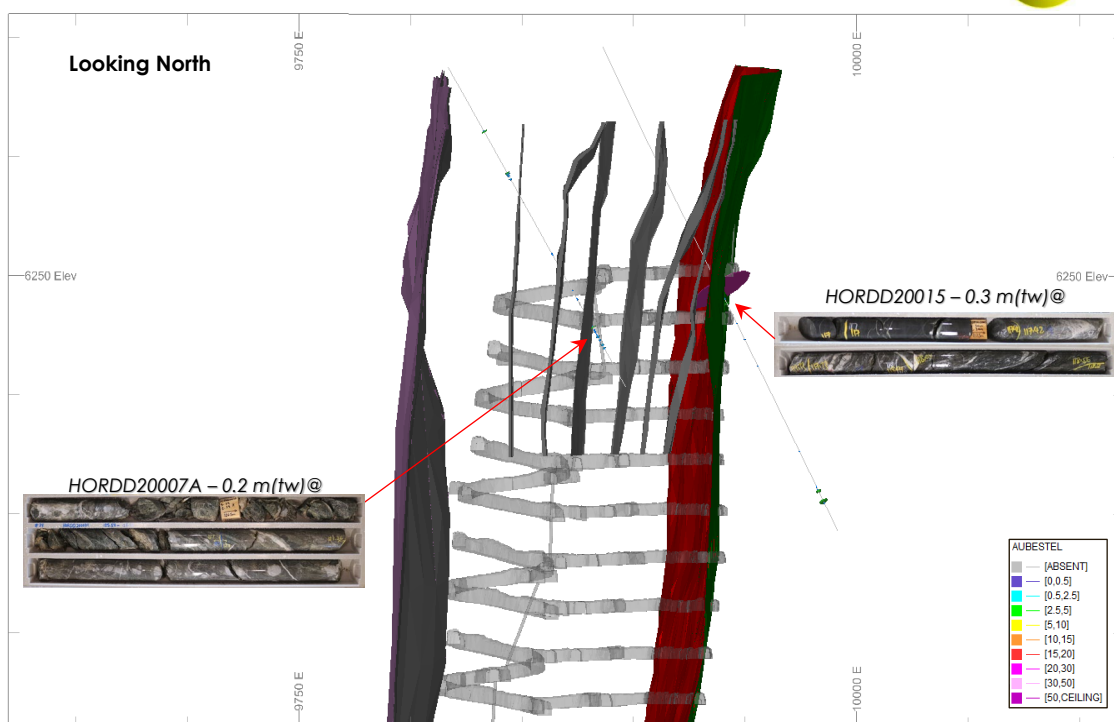 Looking North
9750 E
10000 E
6250 Elev
6250 Elev
HORDD20015 – 0.3 m(tw)@
HORDD20007A – 0.2 m(tw)@
AUBESTEL
[ABSENT]
[0,0.5]
[0.5,2.5]
[2.5,5]
[5,10]
[10,15]
[15,20]
[20,30]
[30,50]
[50,CEILING]
9750 E
10000 E